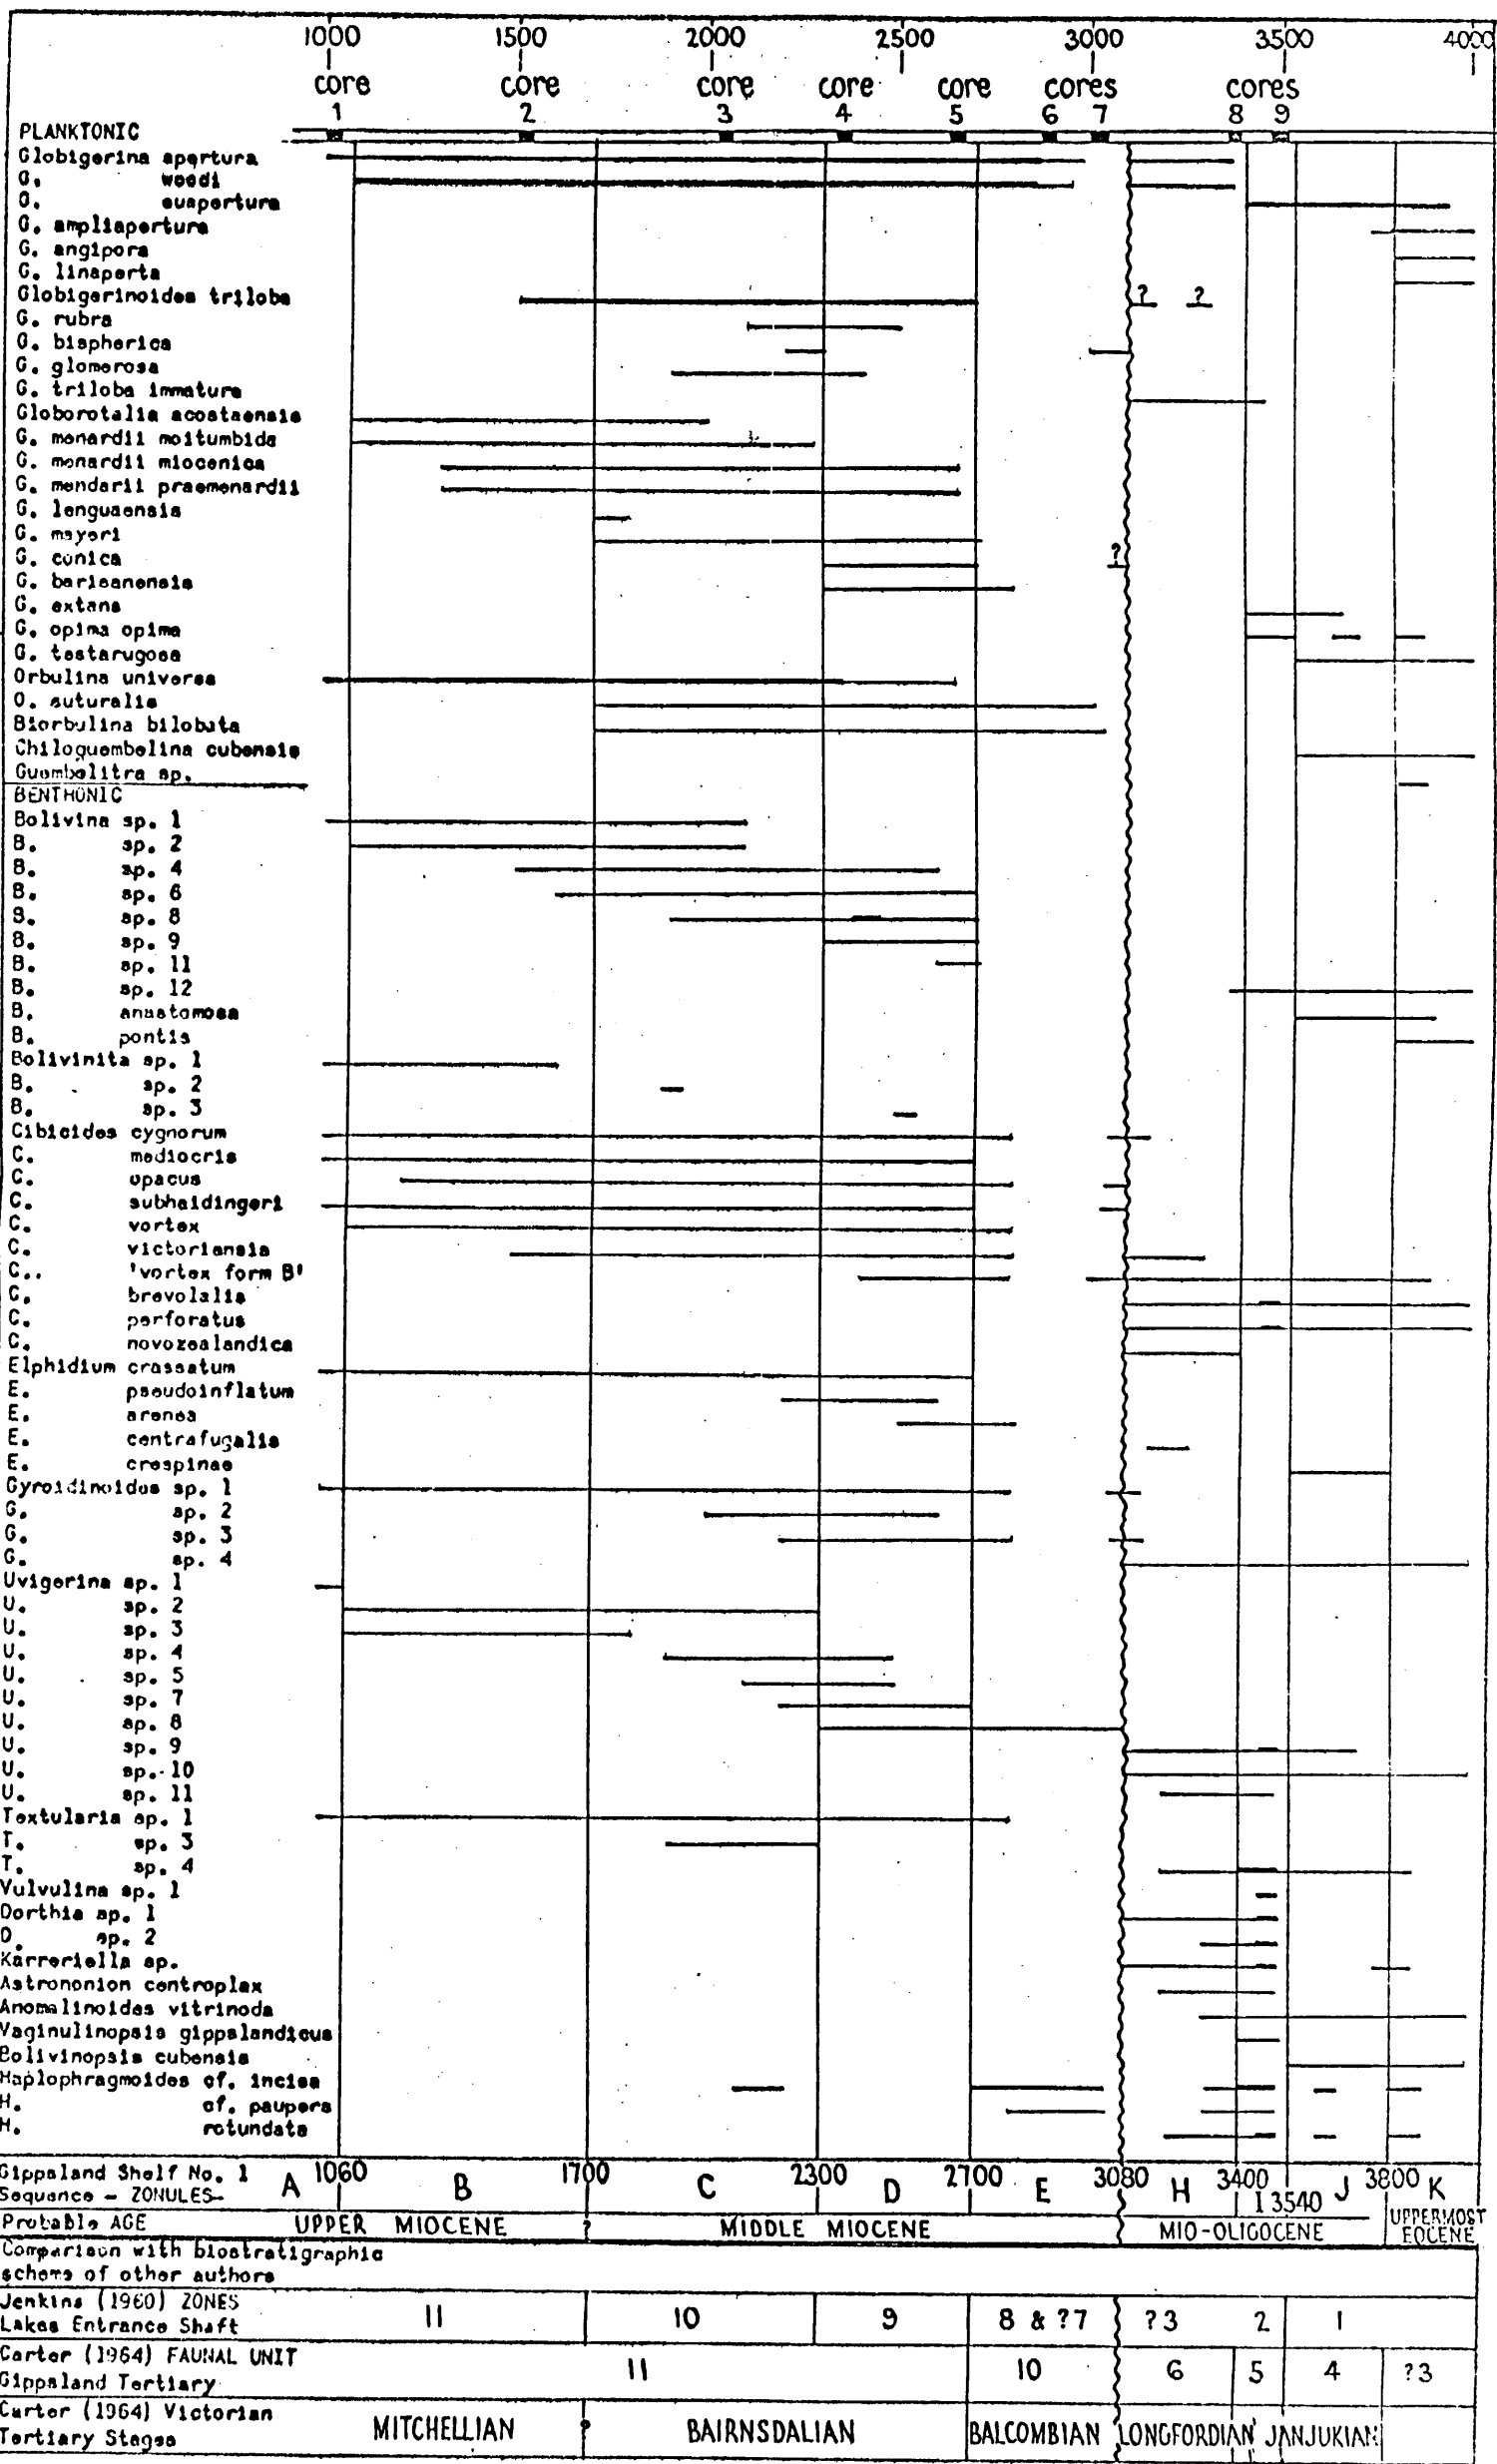 1000 1500 2000 2500 3000 3500 4000
core core core core core cores cores
1 2 3 4 5 6 7 8 9
PLANKTONIC
Globigerina apertura
G. woodi
G. euapertura
G. ampliapertura
G. angipora
G. linaperta
Globigerinoides triloba ? ?
G. rubra
G. bispherica
G. glomerosa
G. triloba immatura
Globorotalia acostaensis
G. menardii moitumbida
G. menardii miocenica
G. mendarii praemenardii
G. lenguaensis
G. mayeri
G. conica ?
G. barisanensis
G. extans
G. opima opima
G. testarugosa
Orbulina universa
O. suturalis
Biorbulina bilobata
Chiloguembelina cubensis
Guembelitra sp.
BENTHONIC
Bolivina sp. 1
B. sp. 2
B. sp. 4
B. sp. 6
B. sp. 8
B. sp. 9
B. sp. 11
B. sp. 12
B. anastomosa
B. pontis
Bolivinita sp. 1
B. sp. 2
B. sp. 3
Cibicides cygnorum
C. mediocris
C. opacus
C. subhaidingeri
C. vortex
C. victoriensis
C. 'vortex form B'
C. brevolalis
C. perforatus
C. novozealandica
Elphidium crassatum
E. pseudoinflatum
E. arenea
E. centrafugalis
E. crespinae
Gyroidinoides sp. 1
G. sp. 2
G. sp. 3
G. sp. 4
Uvigerina sp. 1
U. sp. 2
U. sp. 3
U. sp. 4
U. sp. 5
U. sp. 7
U. sp. 8
U. sp. 9
U. sp. 10
U. sp. 11
Textularia sp. 1
T. sp. 3
T. sp. 4
Vulvulina sp. 1
Dorthia sp. 1
D. sp. 2
Karreriella sp.
Astrononion centroplax
Anomalinoides vitrinoda
Vaginulinopsis gippslandicus
Bolivinopsis cubensis
Haplophragmoides cf. incisa
H. cf. paupera
H. rotundata
Gippsland Shelf No. 1 1060 1700 2300 2700 3080 3400 3800
Sequence - ZONULES- A B C D E H I 3540 J K
Probable AGE UPPER MIOCENE ? MIDDLE MIOCENE MIO-OLIGOCENE UPPERMOST EOCENE
Comparison with biostratigraphic
scheme of other authors
Jenkins (1960) ZONES
Lakes Entrance Shaft 11 10 9 8 & ?7 ?3 2 1
Carter (1964) FAUNAL UNIT
Gippsland Tertiary 11 10 6 5 4 ?3
Carter (1964) Victorian
Tertiary Stages MITCHELLIAN ? BAIRNSDALIAN BALCOMBIAN LONGFORDIAN JANJUKIAN